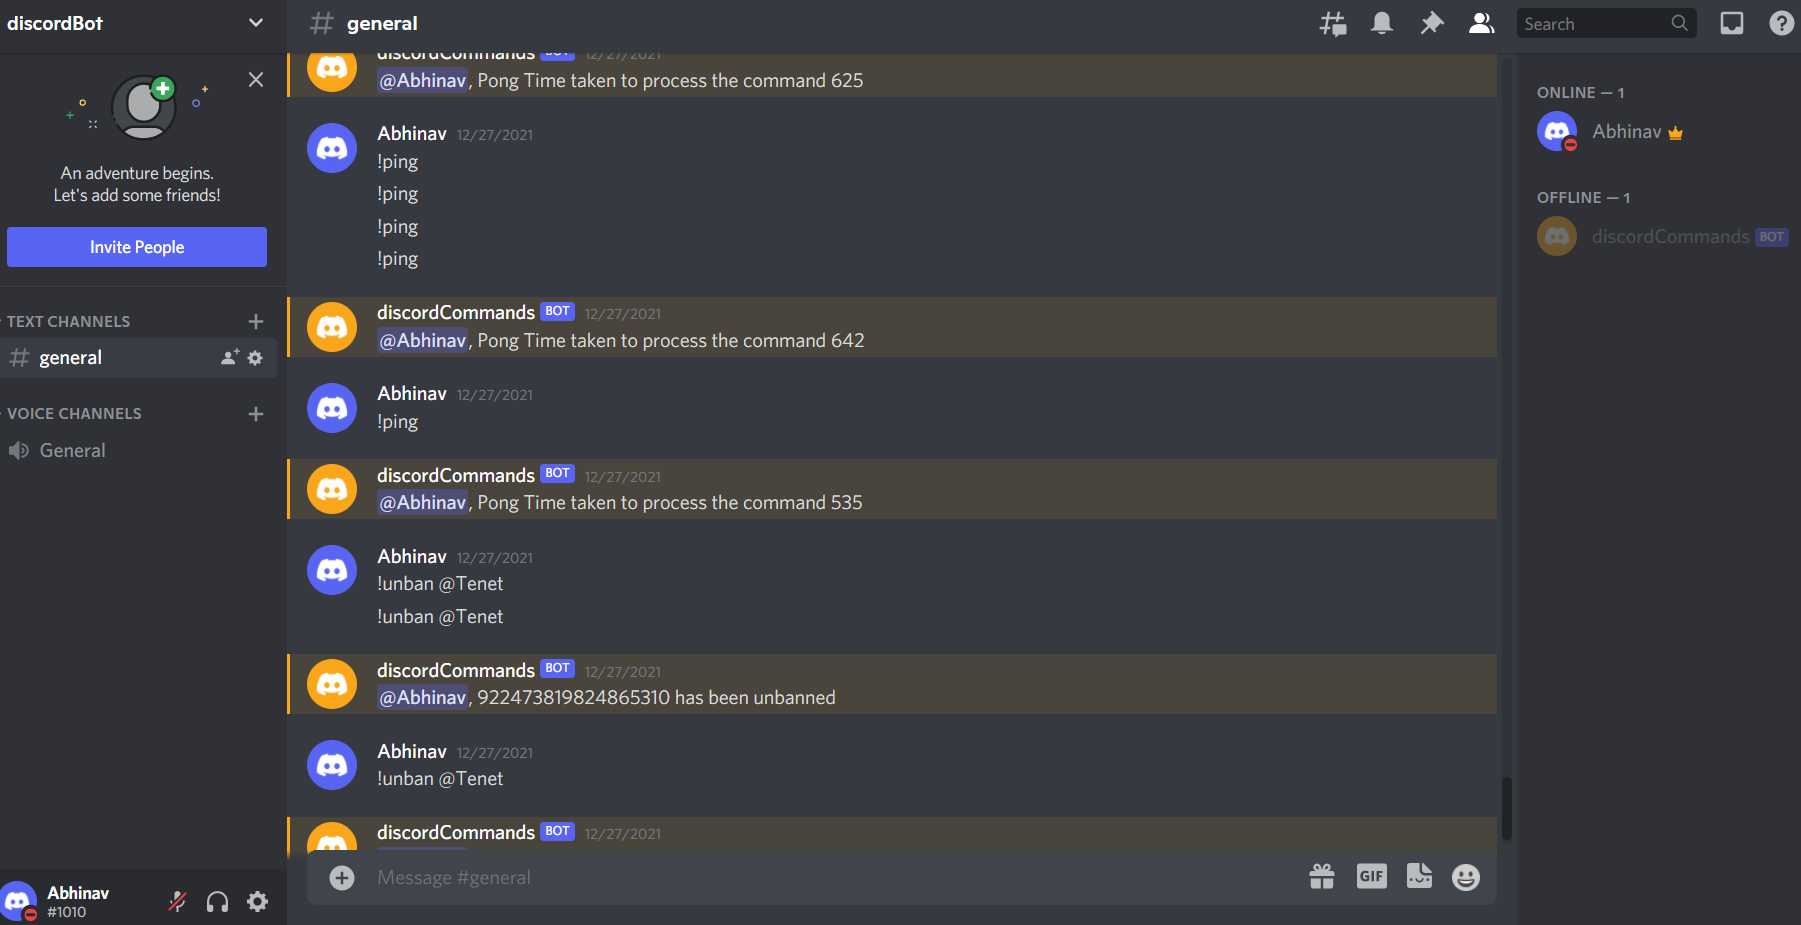 discordBot
An adventure begins.
Let's add some friends!
Invite People
TEXT CHANNELS
general
VOICE CHANNELS
General
Abhinav
#1010
general
Search
discordCommands BOT 12/27/2021
@Abhinav, Pong Time taken to process the command 625
Abhinav 12/27/2021
!ping
!ping
!ping
!ping
discordCommands BOT 12/27/2021
@Abhinav, Pong Time taken to process the command 642
Abhinav 12/27/2021
!ping
discordCommands BOT 12/27/2021
@Abhinav, Pong Time taken to process the command 535
Abhinav 12/27/2021
!unban @Tenet
!unban @Tenet
discordCommands BOT 12/27/2021
@Abhinav, 922473819824865310 has been unbanned
Abhinav 12/27/2021
!unban @Tenet
discordCommands BOT 12/27/2021
Message #general
GIF
ONLINE — 1
Abhinav
OFFLINE — 1
discordCommands BOT